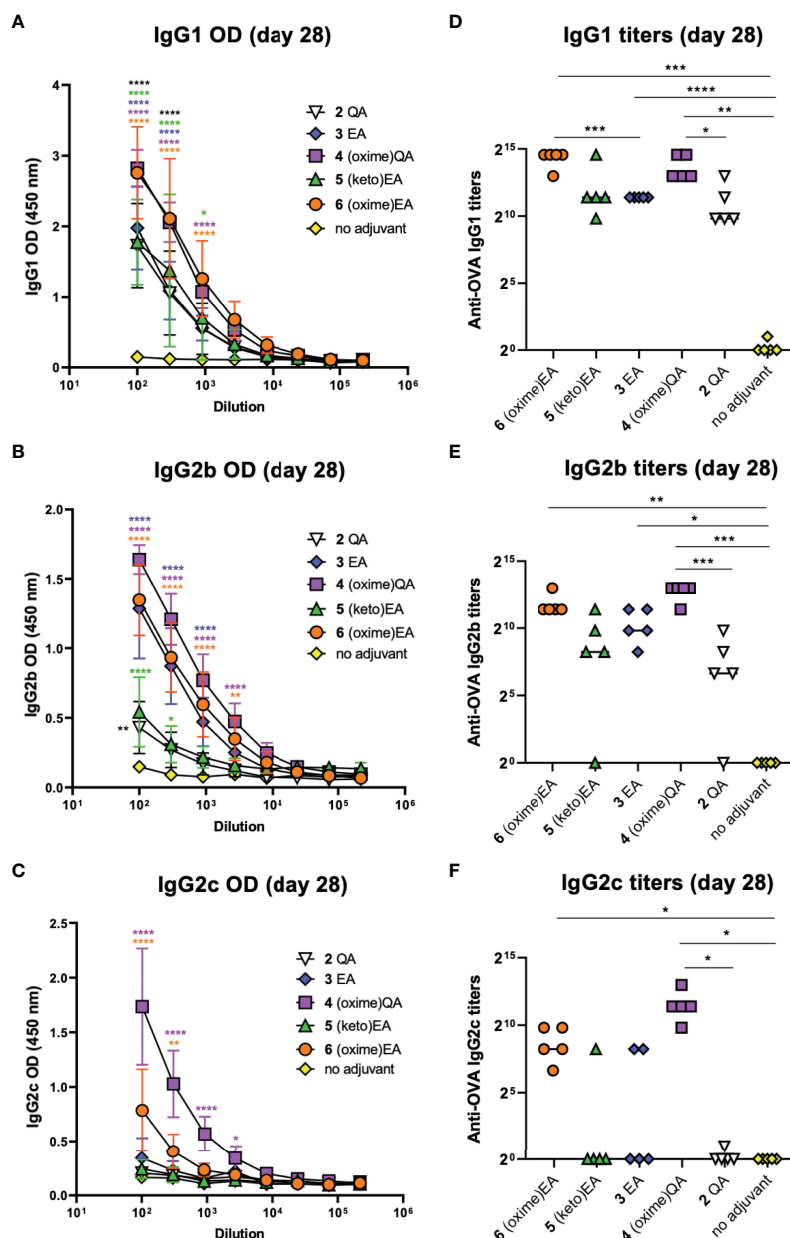 A
IgG1 OD (day 28)
IgG1 OD (450 nm)
4
3
2
1
0
****
****
****
****
****
****
****
****
****
****
*
****
****
2 QA
3 EA
4 (oxime)QA
5 (keto)EA
6 (oxime)EA
no adjuvant
10¹ 10² 10³ 10⁴ 10⁵ 10⁶
Dilution
D
IgG1 titers (day 28)
***
****
**
***
*
Anti-OVA IgG1 titers
2¹⁵
2¹⁰
2⁵
2⁰
6 (oxime)EA
5 (keto)EA
3 EA
4 (oxime)QA
2 QA
no adjuvant
B
IgG2b OD (day 28)
IgG2b OD (450 nm)
2.0
1.5
1.0
0.5
0.0
****
****
****
****
****
****
****
****
****
****
**
****
*
**
2 QA
3 EA
4 (oxime)QA
5 (keto)EA
6 (oxime)EA
no adjuvant
10¹ 10² 10³ 10⁴ 10⁵ 10⁶
Dilution
E
IgG2b titers (day 28)
**
*
***
***
Anti-OVA IgG2b titers
2¹⁵
2¹⁰
2⁵
2⁰
6 (oxime)EA
5 (keto)EA
3 EA
4 (oxime)QA
2 QA
no adjuvant
C
IgG2c OD (day 28)
IgG2c OD (450 nm)
2.5
2.0
1.5
1.0
0.5
0.0
****
****
****
**
****
*
2 QA
3 EA
4 (oxime)QA
5 (keto)EA
6 (oxime)EA
no adjuvant
10¹ 10² 10³ 10⁴ 10⁵ 10⁶
Dilution
F
IgG2c titers (day 28)
*
*
*
Anti-OVA IgG2c titers
2¹⁵
2¹⁰
2⁵
2⁰
6 (oxime)EA
5 (keto)EA
3 EA
4 (oxime)QA
2 QA
no adjuvant